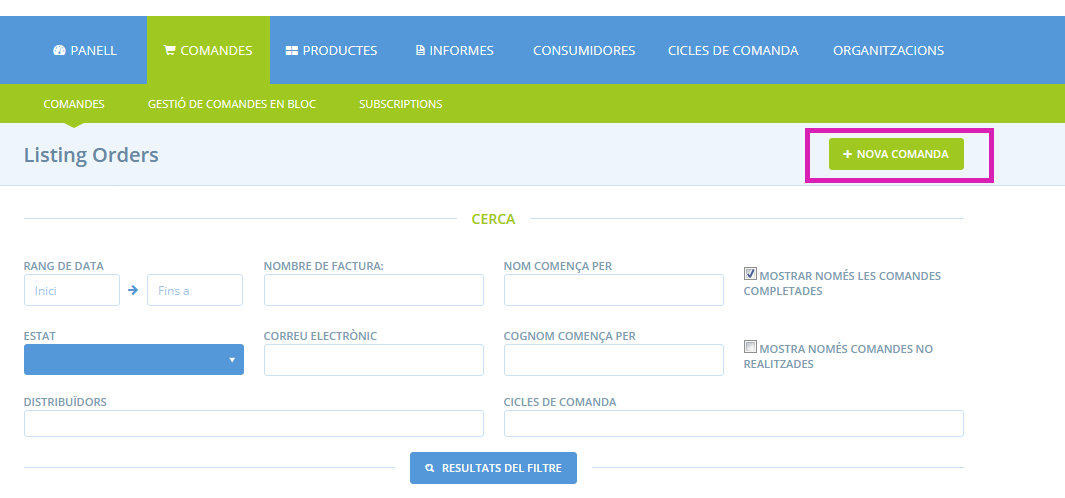 PANELL COMANDES PRODUCTES INFORMES CONSUMIDORES CICLES DE COMANDA ORGANITZACIONS
COMANDES GESTIÓ DE COMANDES EN BLOC SUBSCRIPTIONS
Listing Orders
NOVA COMANDA
CERCA
RANG DE DATA NOMBRE DE FACTURA: NOM COMENÇA PER
MOSTRAR NOMÉS LES COMANDES
COMPLETADES
Inici Fins a
ESTAT CORREU ELECTRÒNIC COGNOM COMENÇA PER
MOSTRA NOMÉS COMANDES NO
REALITZADES
DISTRIBUÏDORS CICLES DE COMANDA
RESULTATS DEL FILTRE